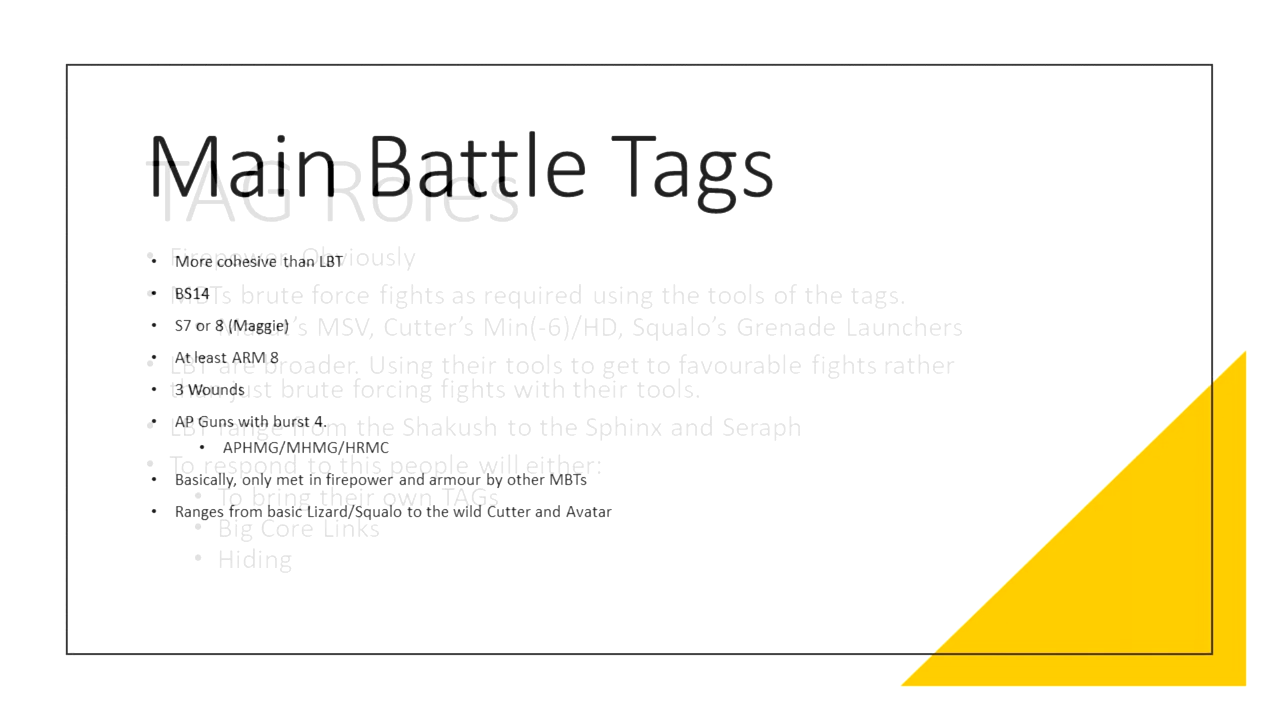 Main Battle Tags
• More cohesive than LBT
• BS14
• S7 or 8 (Maggie)
• At least ARM 8
• 3 Wounds
• AP Guns with burst 4.
• APHMG/MHMG/HRMC
• Basically, only met in firepower and armour by other MBTs
• Ranges from basic Lizard/Squalo to the wild Cutter and Avatar
TAG Roles
• Firepower. Obviously
• MBTs brute force fights as required using the tools of the tags.
• MSV, Cutter’s Min(-6)/HD, Squalo’s Grenade Launchers
• LBT are broader. Using their tools to get to favourable fights rather
than just brute forcing fights with their tools.
• LBT range from the Shakush to the Sphinx and Seraph
• To respond to this people will either:
• To bring their own TAGs
• Big Core Links
• Hiding